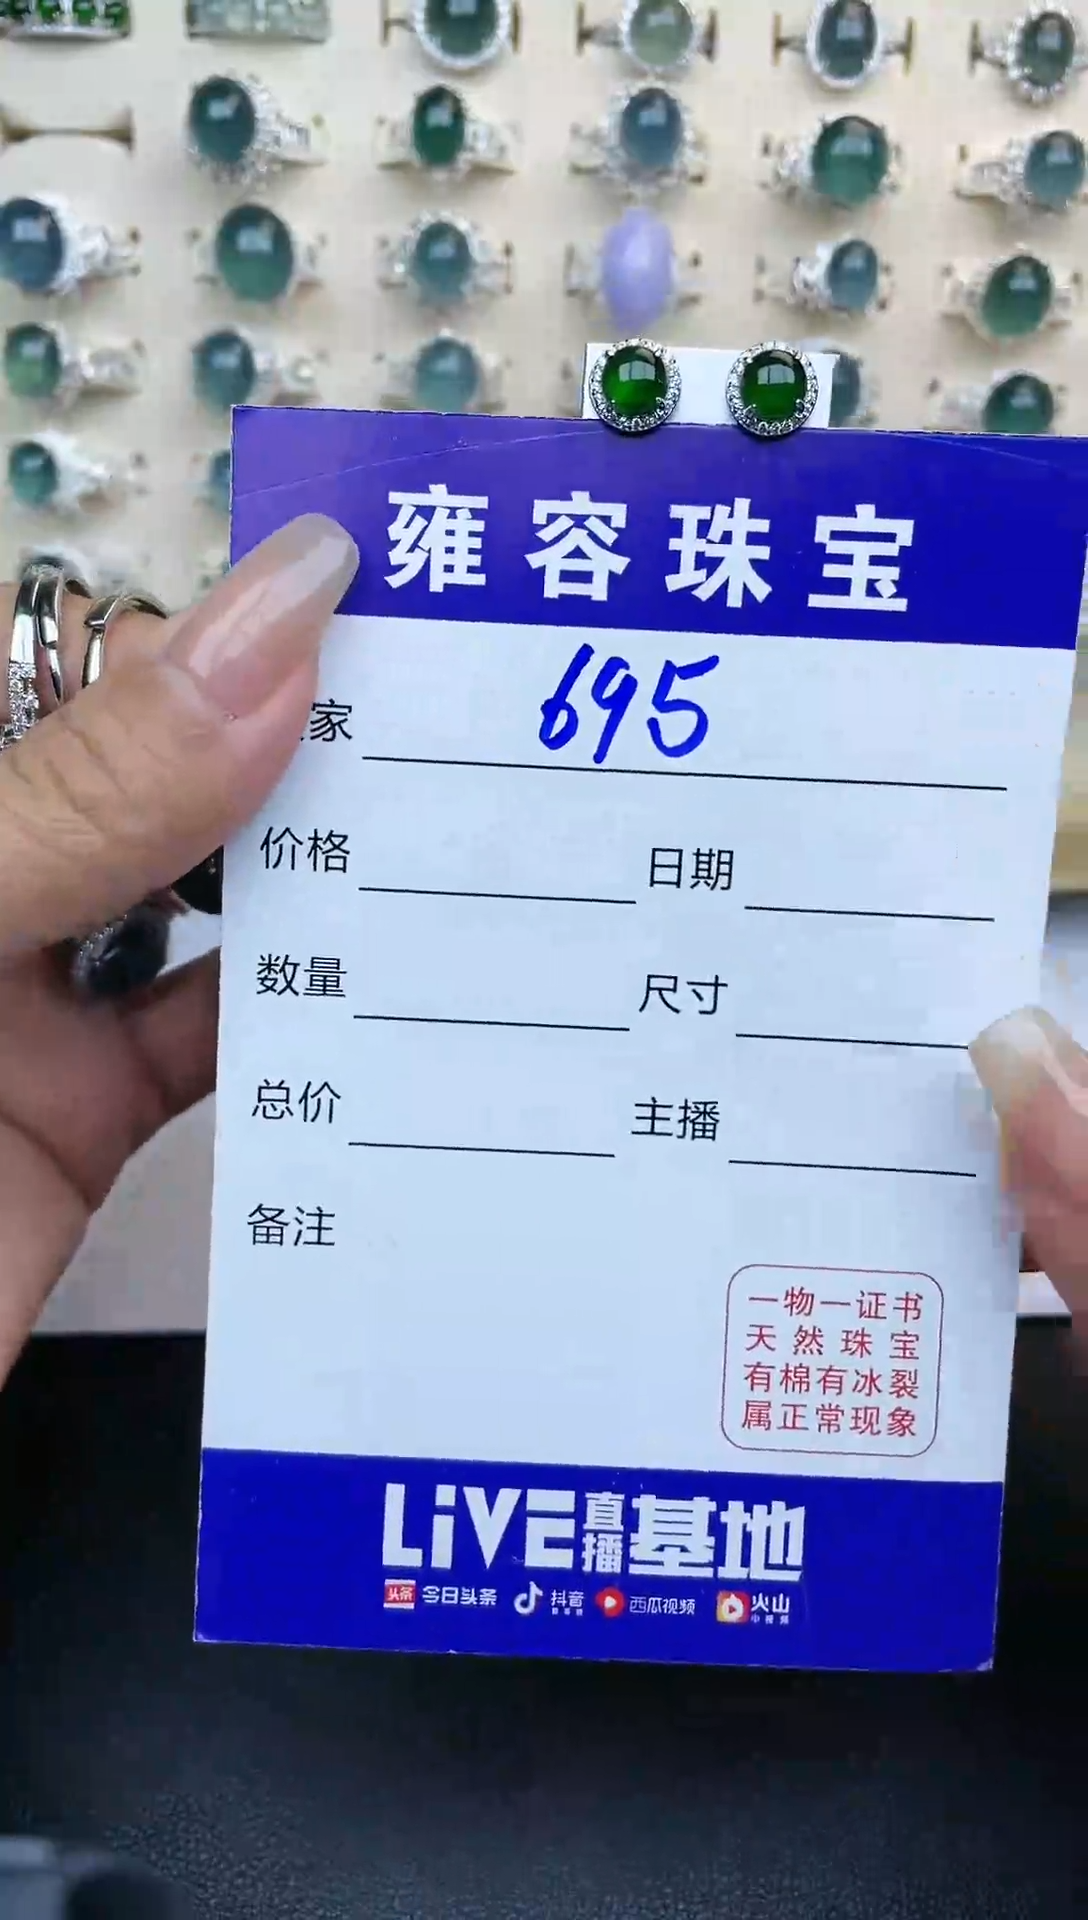 雍容珠宝
家 695
价格 日期
数量 尺寸
总价 主播
备注
一物一证书
天然珠宝
有棉有冰裂
属正常现象
LiVE直播基地
头条 今日头条 抖音 西瓜视频 火山